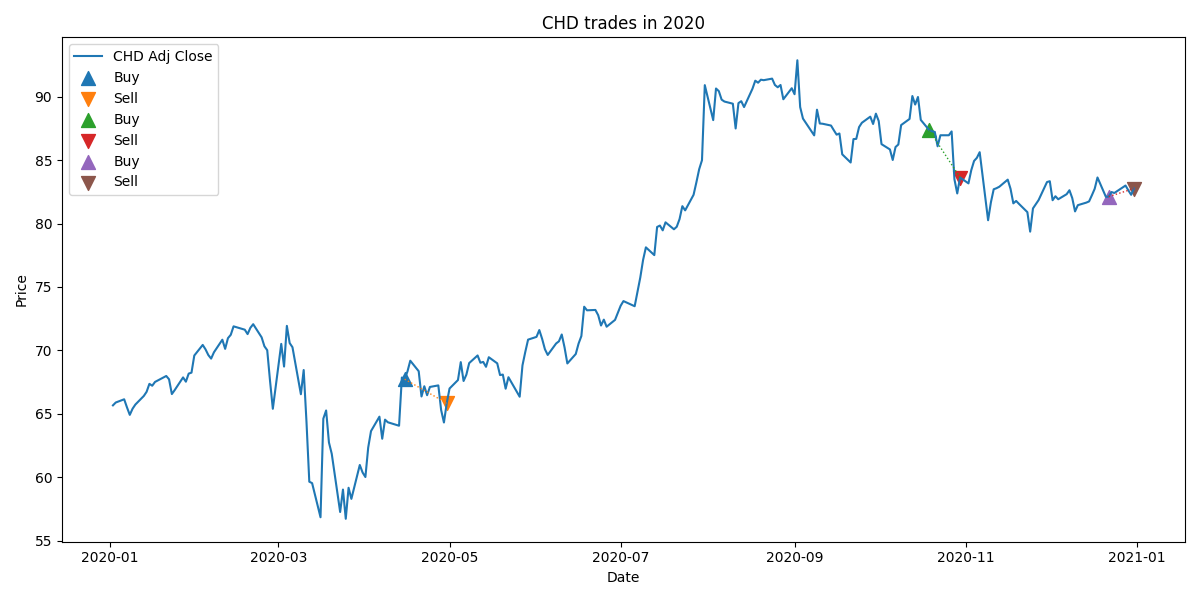 CHD trades in 2020
CHD Adj Close
Buy
Sell
Buy
Sell
Buy
Sell
Price
90
85
80
75
70
65
60
55
2020-01
2020-03
2020-05
2020-07
2020-09
2020-11
2021-01
Date